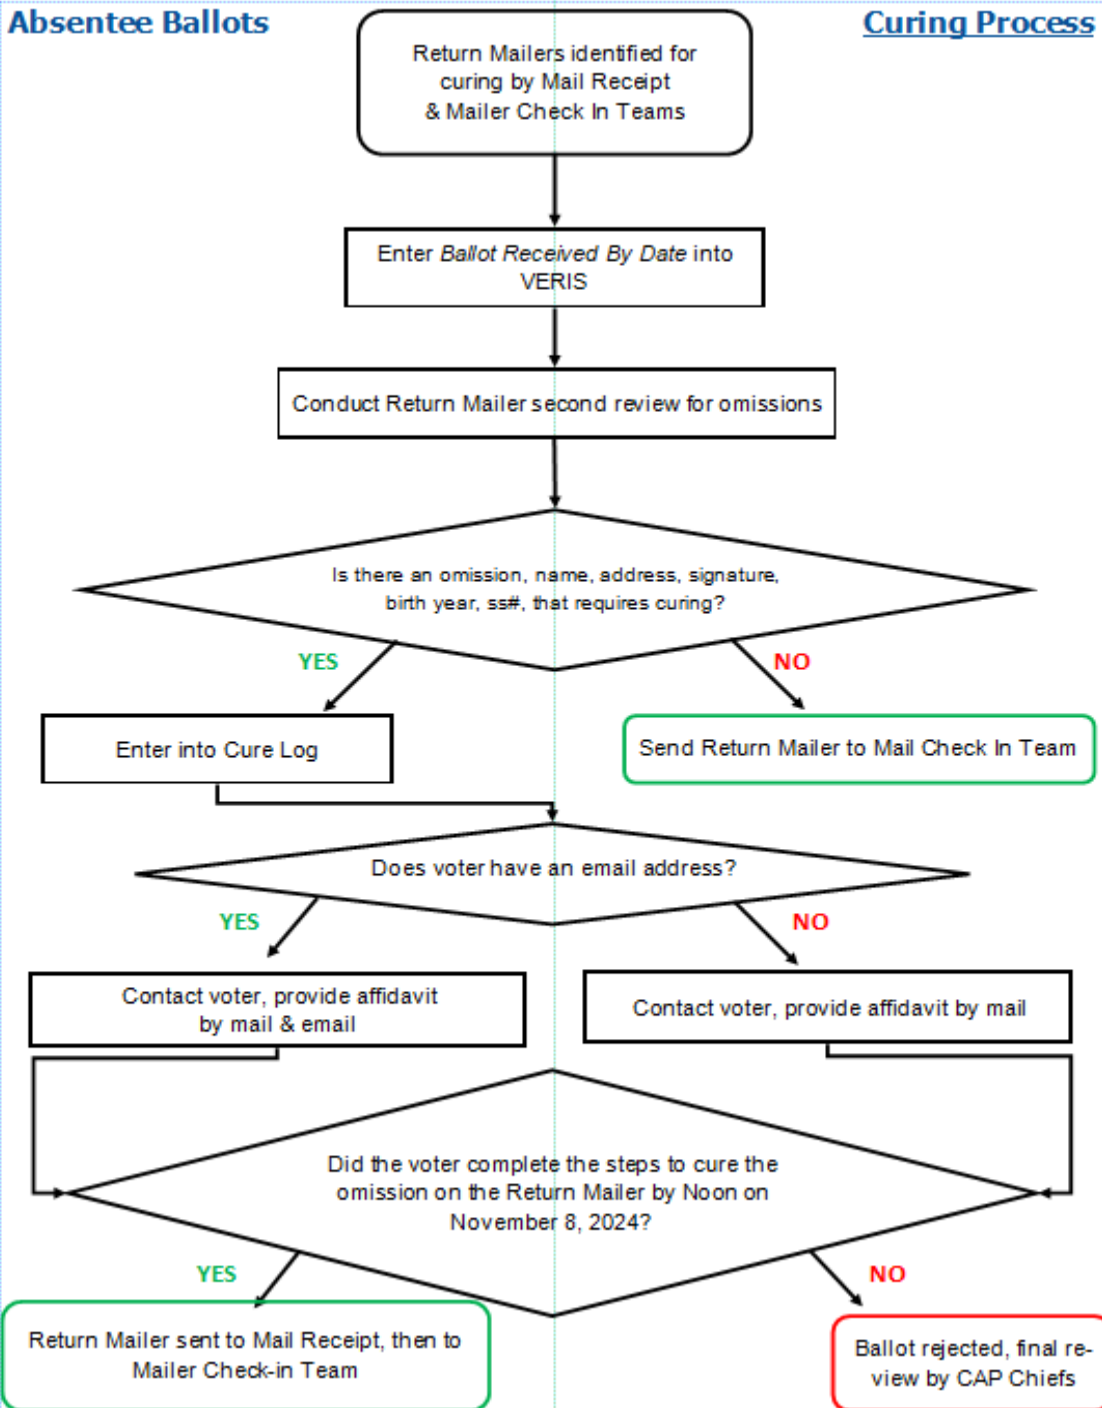 Absentee Ballots
Curing Process
Return Mailers identified for
curing by Mail Receipt
& Mailer Check In Teams
Enter Ballot Received By Date into
VERIS
Conduct Return Mailer second review for omissions
Is there an omission, name, address, signature,
birth year, ss#, that requires curing?
YES
NO
Enter into Cure Log
Send Return Mailer to Mail Check In Team
Does voter have an email address?
YES
NO
Contact voter, provide affidavit
by mail & email
Contact voter, provide affidavit by mail
Did the voter complete the steps to cure the
omission on the Return Mailer by Noon on
November 8, 2024?
YES
NO
Return Mailer sent to Mail Receipt, then to
Mailer Check-in Team
Ballot rejected, final re-
view by CAP Chiefs